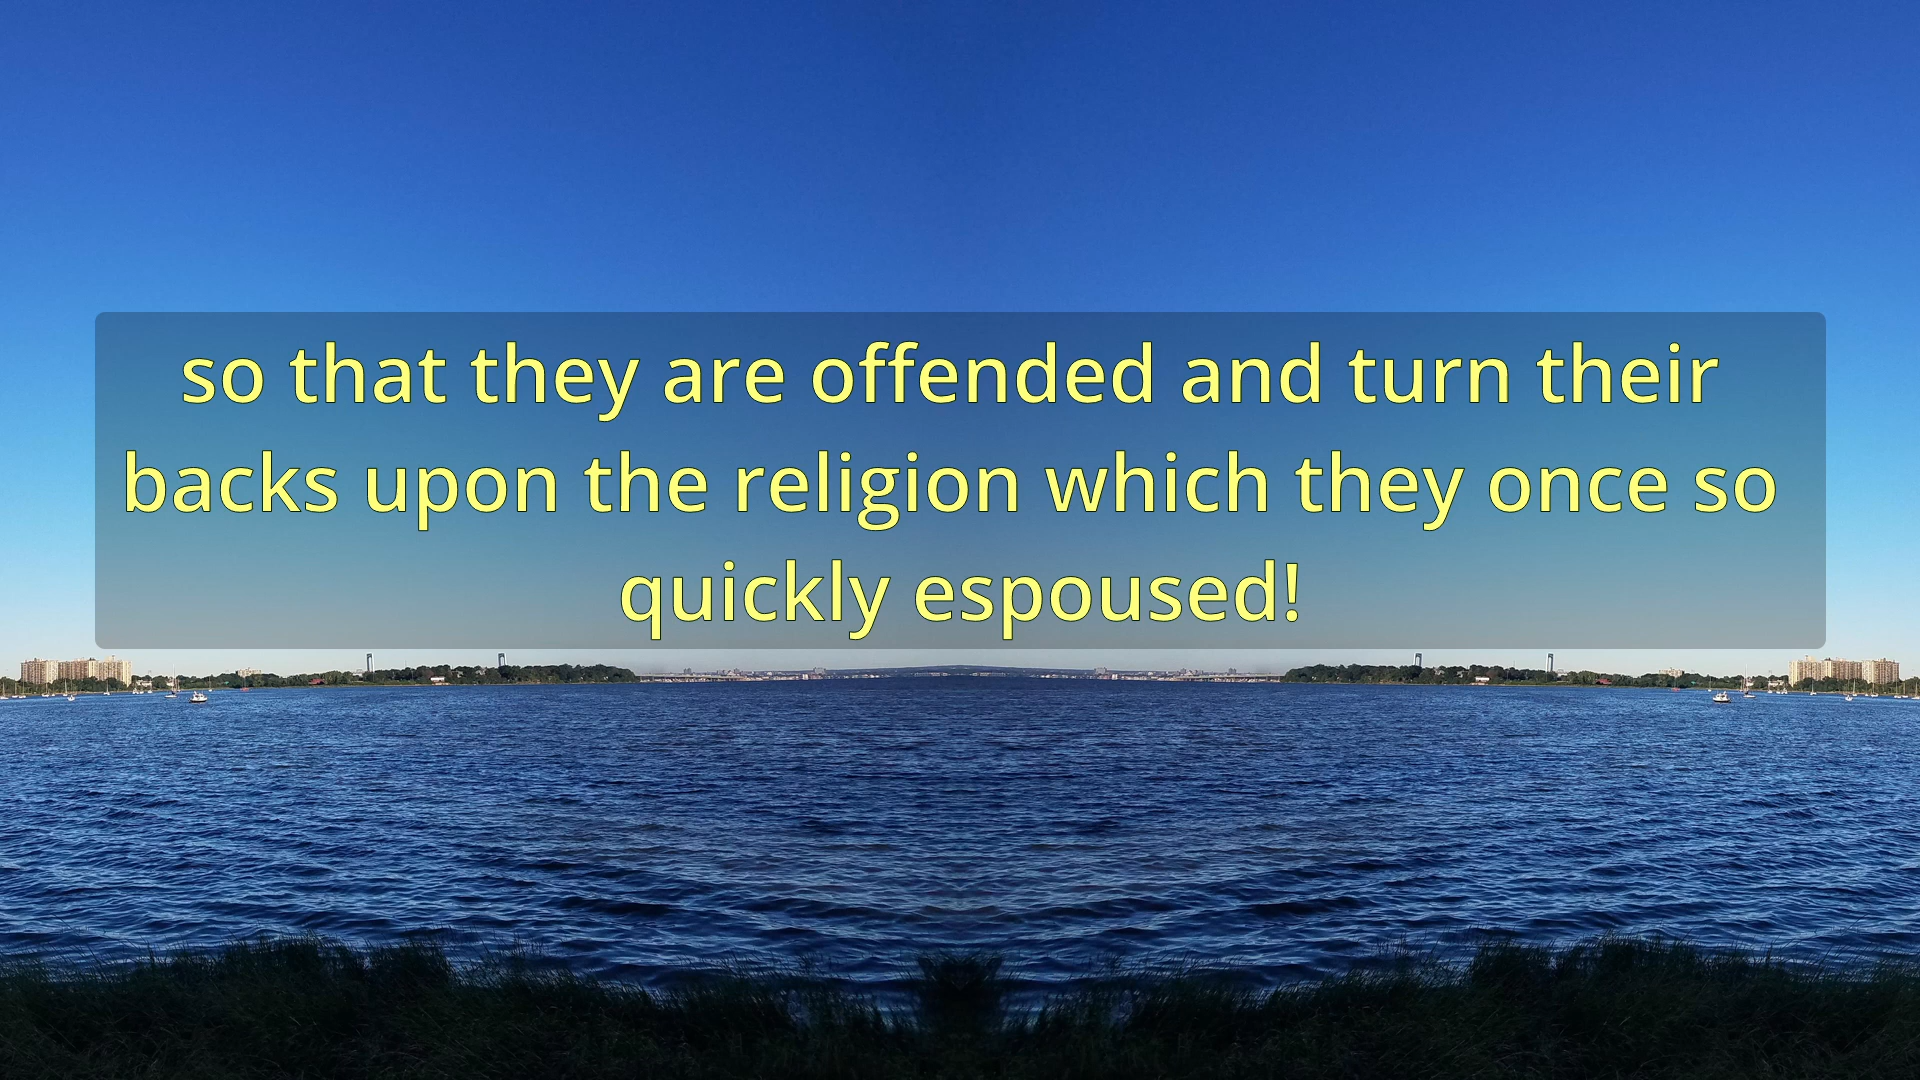 so that they are offended and turn their
backs upon the religion which they once so
quickly espoused!